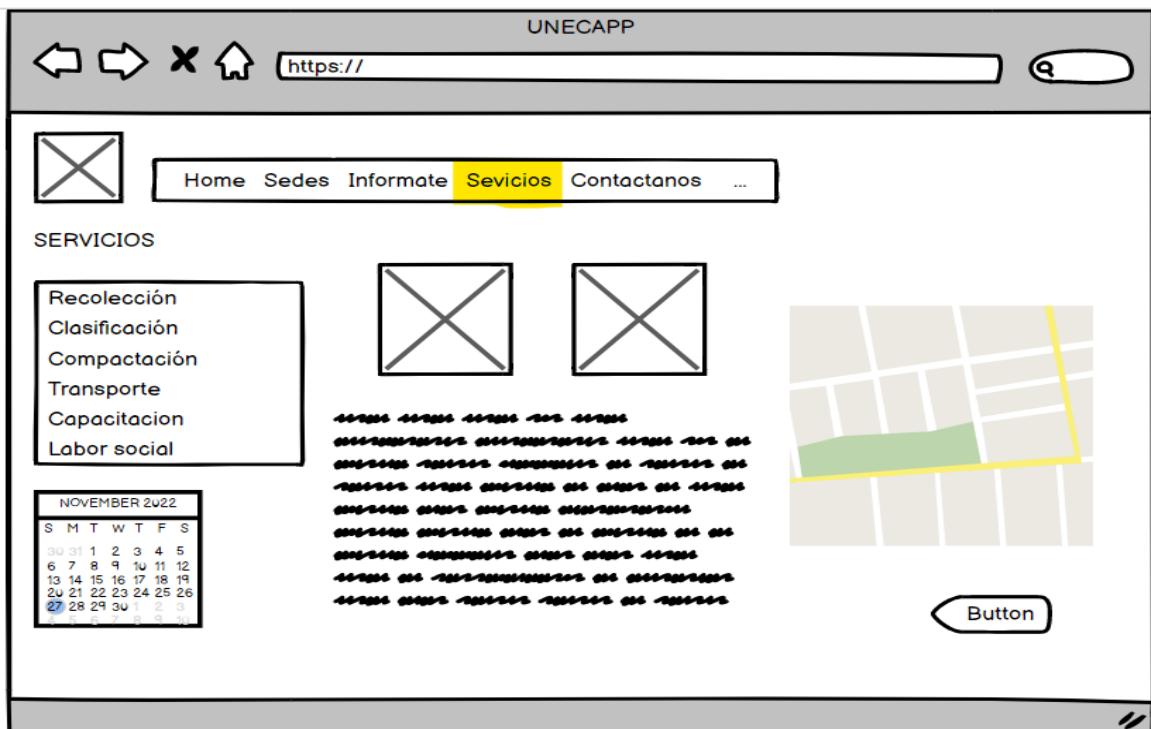 UNECAPP
https://
Home Sedes Informate Sevicios Contactanos ...
SERVICIOS
Recolección
Clasificación
Compactación
Transporte
Capacitacion
Labor social
NOVEMBER 2022
S M T W T F S
30 31 1 2 3 4 5
6 7 8 9 10 11 12
13 14 15 16 17 18 19
20 21 22 23 24 25 26
27 28 29 30 1 2 3
4 5 6 7 8 9 10
Button